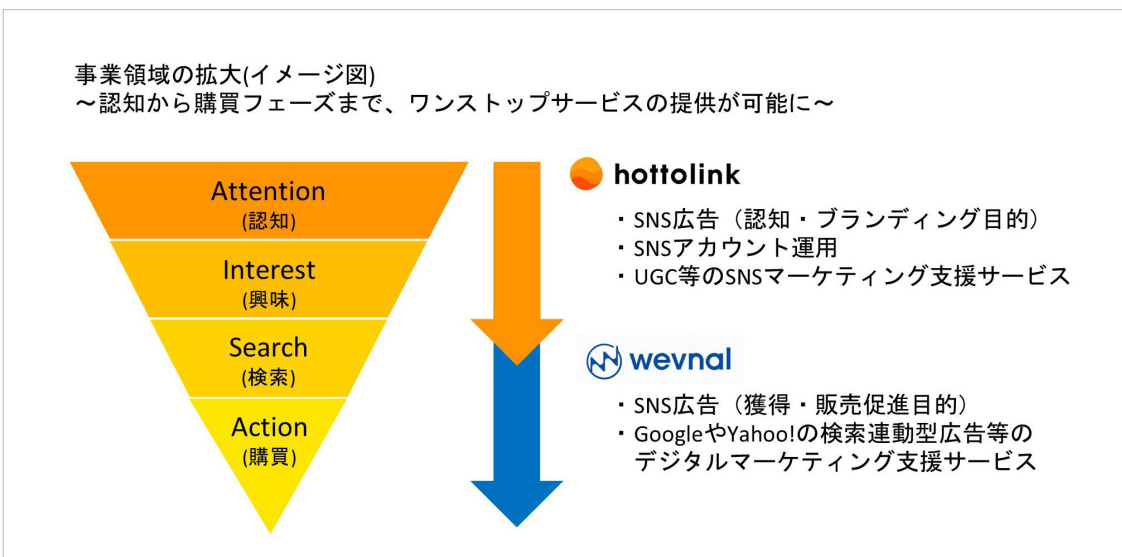 事業領域の拡大(イメージ図)
～認知から購買フェーズまで、ワンストップサービスの提供が可能に～
Attention
(認知)
Interest
(興味)
Search
(検索)
Action
(購買)
hottolink
・SNS広告（認知・ブランディング目的）
・SNSアカウント運用
・UGC等のSNSマーケティング支援サービス
wevnal
・SNS広告（獲得・販売促進目的）
・GoogleやYahoo!の検索連動型広告等の
デジタルマーケティング支援サービス